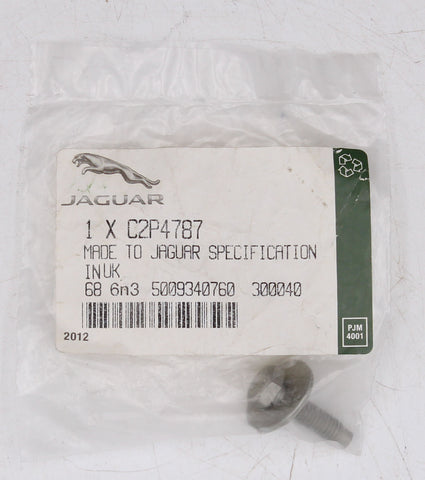 JAGUAR
1 X C2P4787
MADE TO JAGUAR SPECIFICATION
IN UK
68 6n3 5009340760 300040
2012
PJM
4001